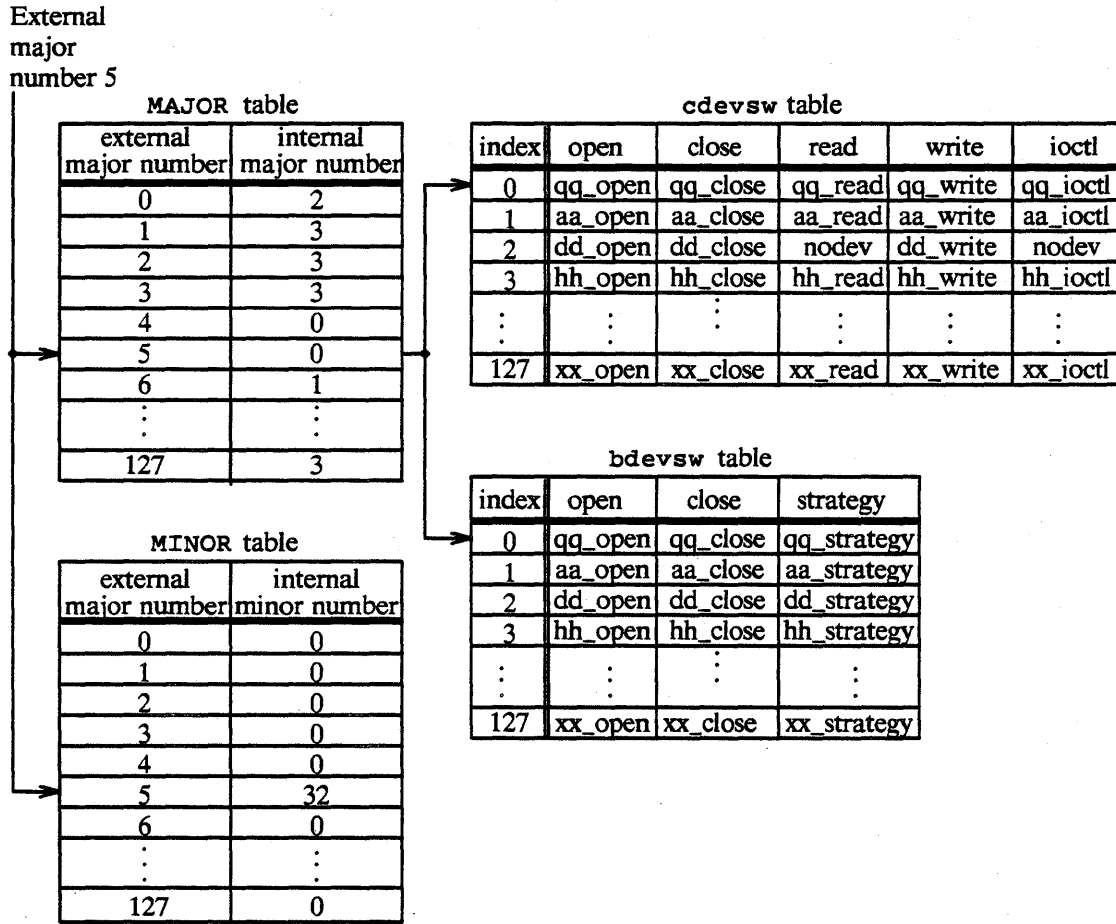 External
major
number 5
MAJOR table
external major number internal major number
0 2
1 3
2 3
3 3
4 0
5 0
6 1
⋮ ⋮
127 3
MINOR table
external major number internal minor number
0 0
1 0
2 0
3 0
4 0
5 32
6 0
⋮ ⋮
127 0
cdevsw table
index open close read write ioctl
0 qq_open qq_close qq_read qq_write qq_ioctl
1 aa_open aa_close aa_read aa_write aa_ioctl
2 dd_open dd_close nodev dd_write nodev
3 hh_open hh_close hh_read hh_write hh_ioctl
⋮ ⋮ ⋮ ⋮ ⋮ ⋮
127 xx_open xx_close xx_read xx_write xx_ioctl
bdevsw table
index open close strategy
0 qq_open qq_close qq_strategy
1 aa_open aa_close aa_strategy
2 dd_open dd_close dd_strategy
3 hh_open hh_close hh_strategy
⋮ ⋮ ⋮ ⋮
127 xx_open xx_close xx_strategy